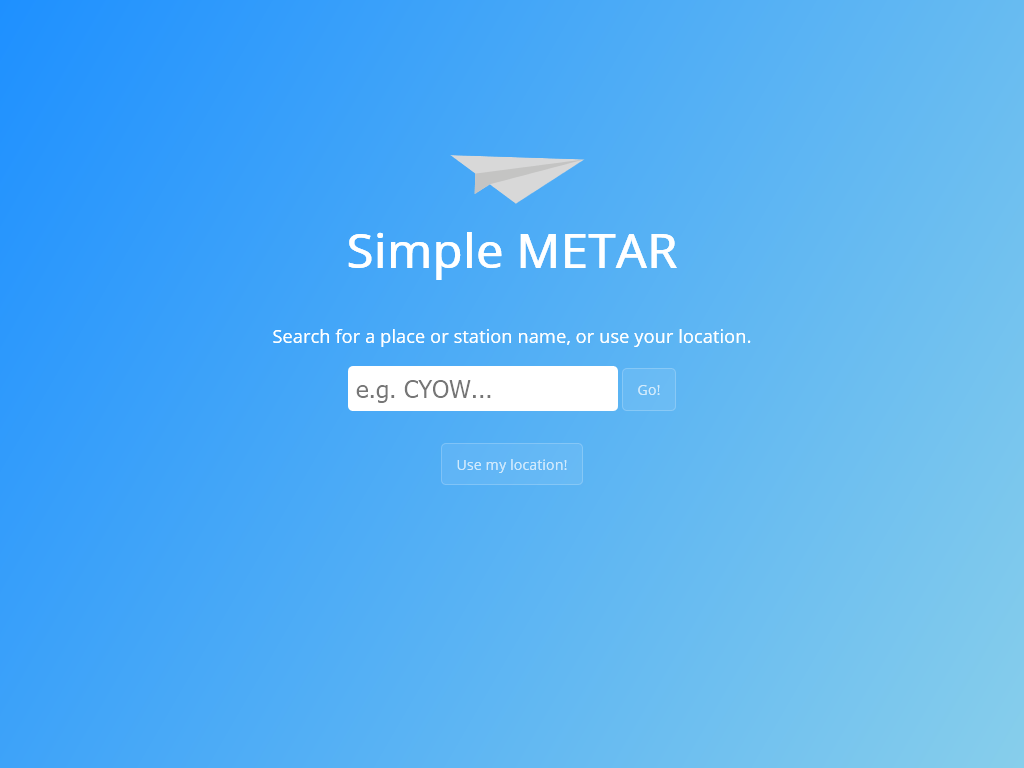 Simple METAR
Search for a place or station name, or use your location.
e.g. CYOW...
Go!
Use my location!